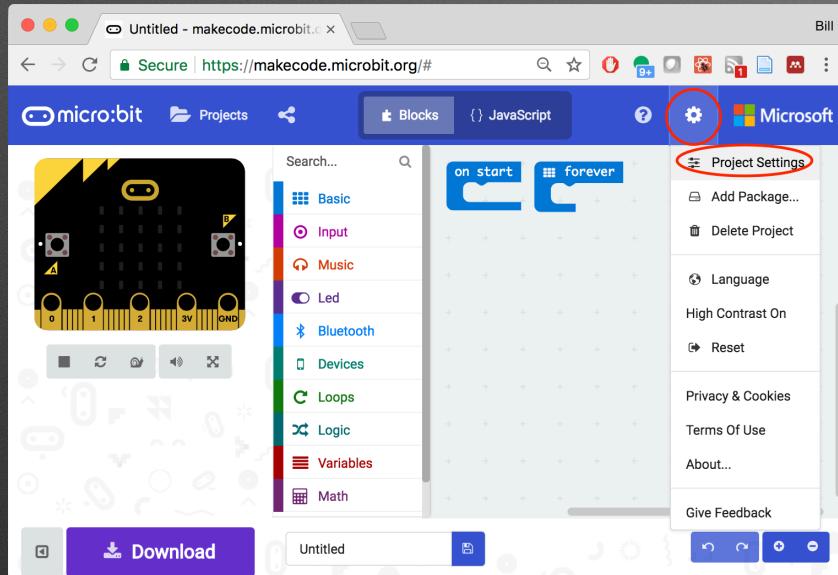 Untitled - makecode.microbit.c
Bill
Secure https://makecode.microbit.org/#
9+
1
micro:bit Projects Blocks {} JavaScript ? Microsoft
Search...
Basic
Input
Music
Led
Bluetooth
Devices
Loops
Logic
Variables
Math
on start
forever
Project Settings
Add Package...
Delete Project
Language
High Contrast On
Reset
Privacy & Cookies
Terms Of Use
About...
Give Feedback
B
A
0 1 2 3V GND
Download
Untitled